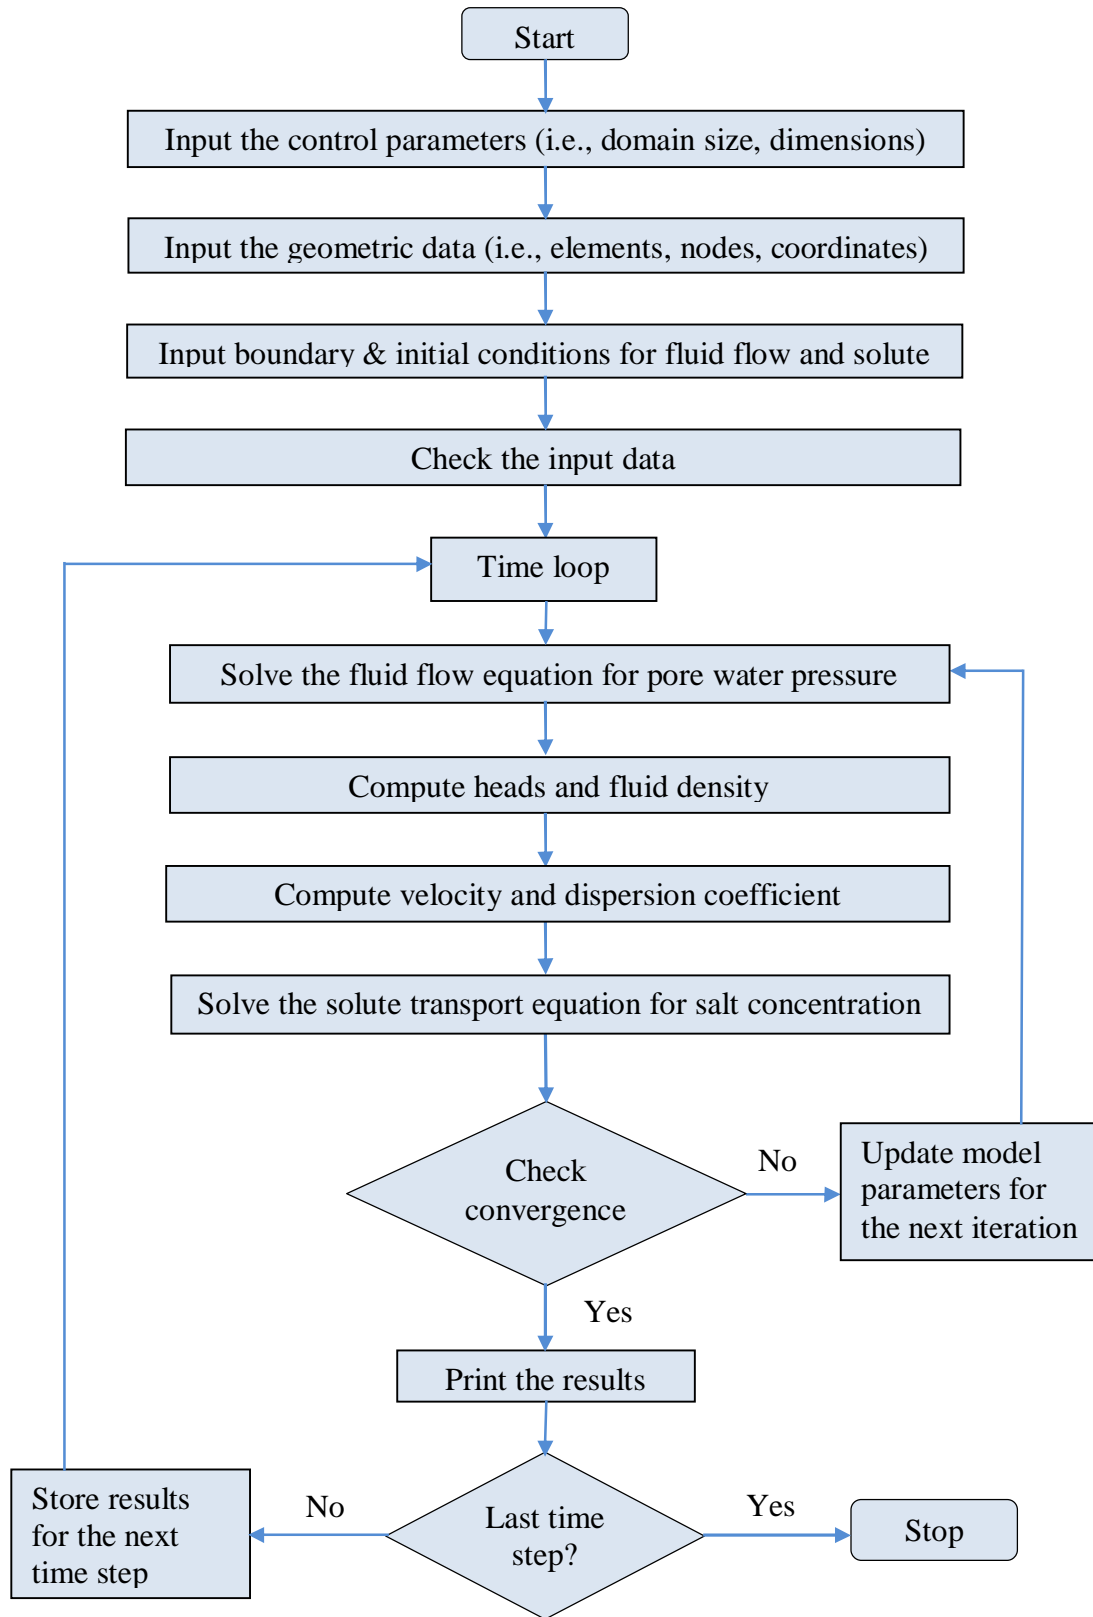 Start
Input the control parameters (i.e., domain size, dimensions)
Input the geometric data (i.e., elements, nodes, coordinates)
Input boundary & initial conditions for fluid flow and solute
Check the input data
Time loop
Solve the fluid flow equation for pore water pressure
Compute heads and fluid density
Compute velocity and dispersion coefficient
Solve the solute transport equation for salt concentration
Check
convergence
No
Update model
parameters for
the next iteration
Yes
Print the results
Last time
step?
No
Store results
for the next
time step
Yes
Stop